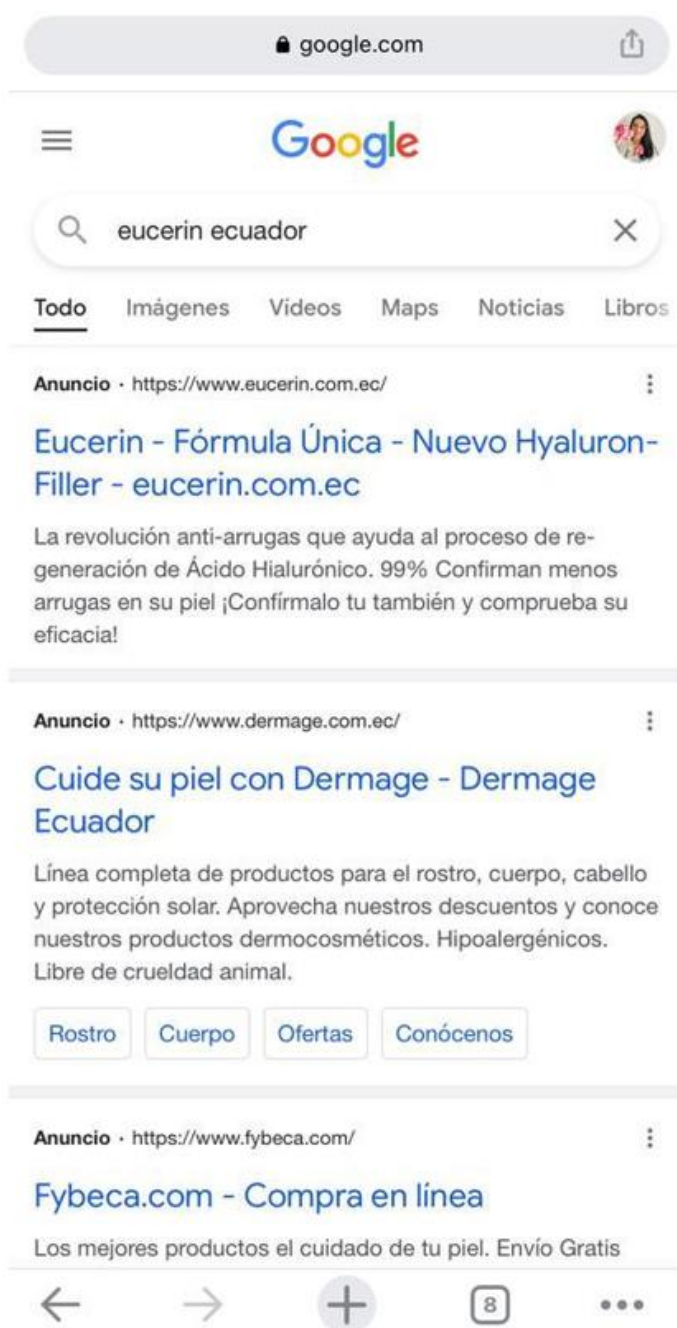 google.com
Google
eucerin ecuador
Todo Imágenes Videos Maps Noticias Libros
Anuncio · https://www.eucerin.com.ec/
Eucerin - Fórmula Única - Nuevo Hyaluron-
Filler - eucerin.com.ec
La revolución anti-arrugas que ayuda al proceso de re-
generación de Ácido Hialurónico. 99% Confirman menos
arrugas en su piel ¡Confírmalo tu también y comprueba su
eficacia!
Anuncio · https://www.dermage.com.ec/
Cuide su piel con Dermage - Dermage
Ecuador
Línea completa de productos para el rostro, cuerpo, cabello
y protección solar. Aprovecha nuestros descuentos y conoce
nuestros productos dermocosméticos. Hipoalergénicos.
Libre de crueldad animal.
Rostro Cuerpo Ofertas Conócenos
Anuncio · https://www.fybeca.com/
Fybeca.com - Compra en línea
Los mejores productos el cuidado de tu piel. Envío Gratis
8